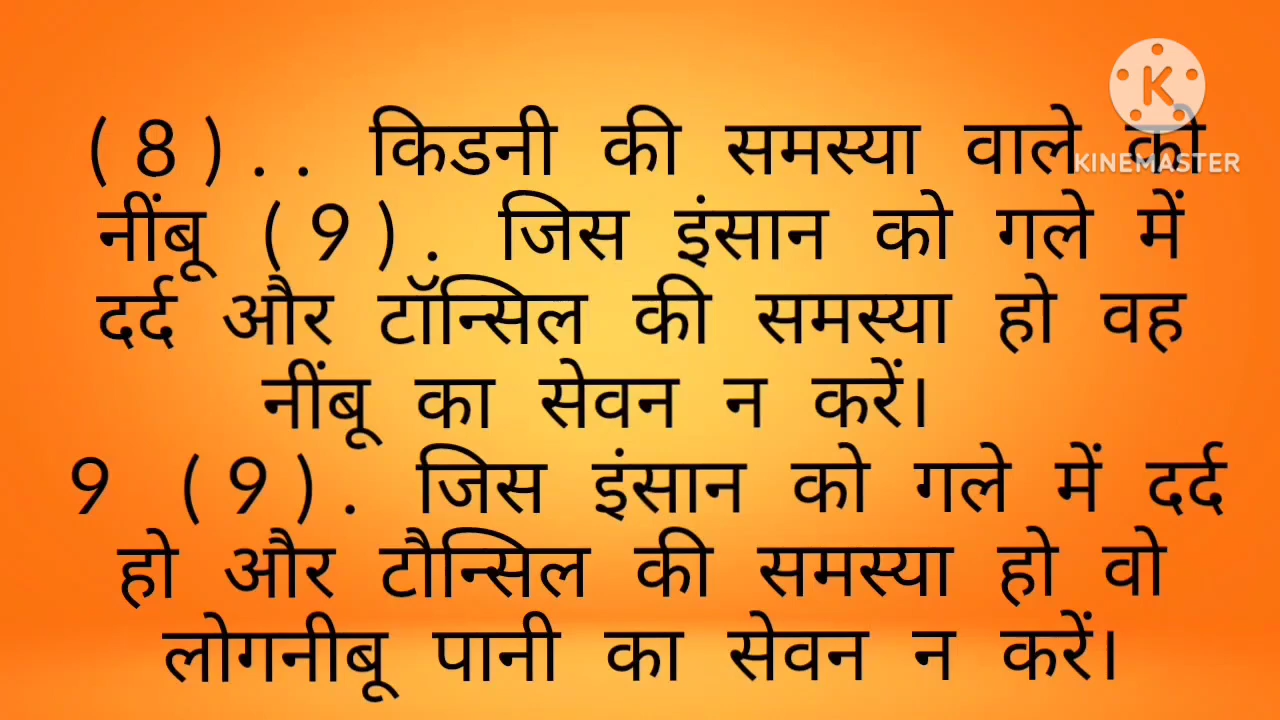 (8).. किडनी की समस्या वाले को
नींबू (9). जिस इंसान को गले में
दर्द और टॉन्सिल की समस्या हो वह
नींबू का सेवन न करें।
9 (9). जिस इंसान को गले में दर्द
हो और टौन्सिल की समस्या हो वो
लोगनीबू पानी का सेवन न करें।
KINEMASTER